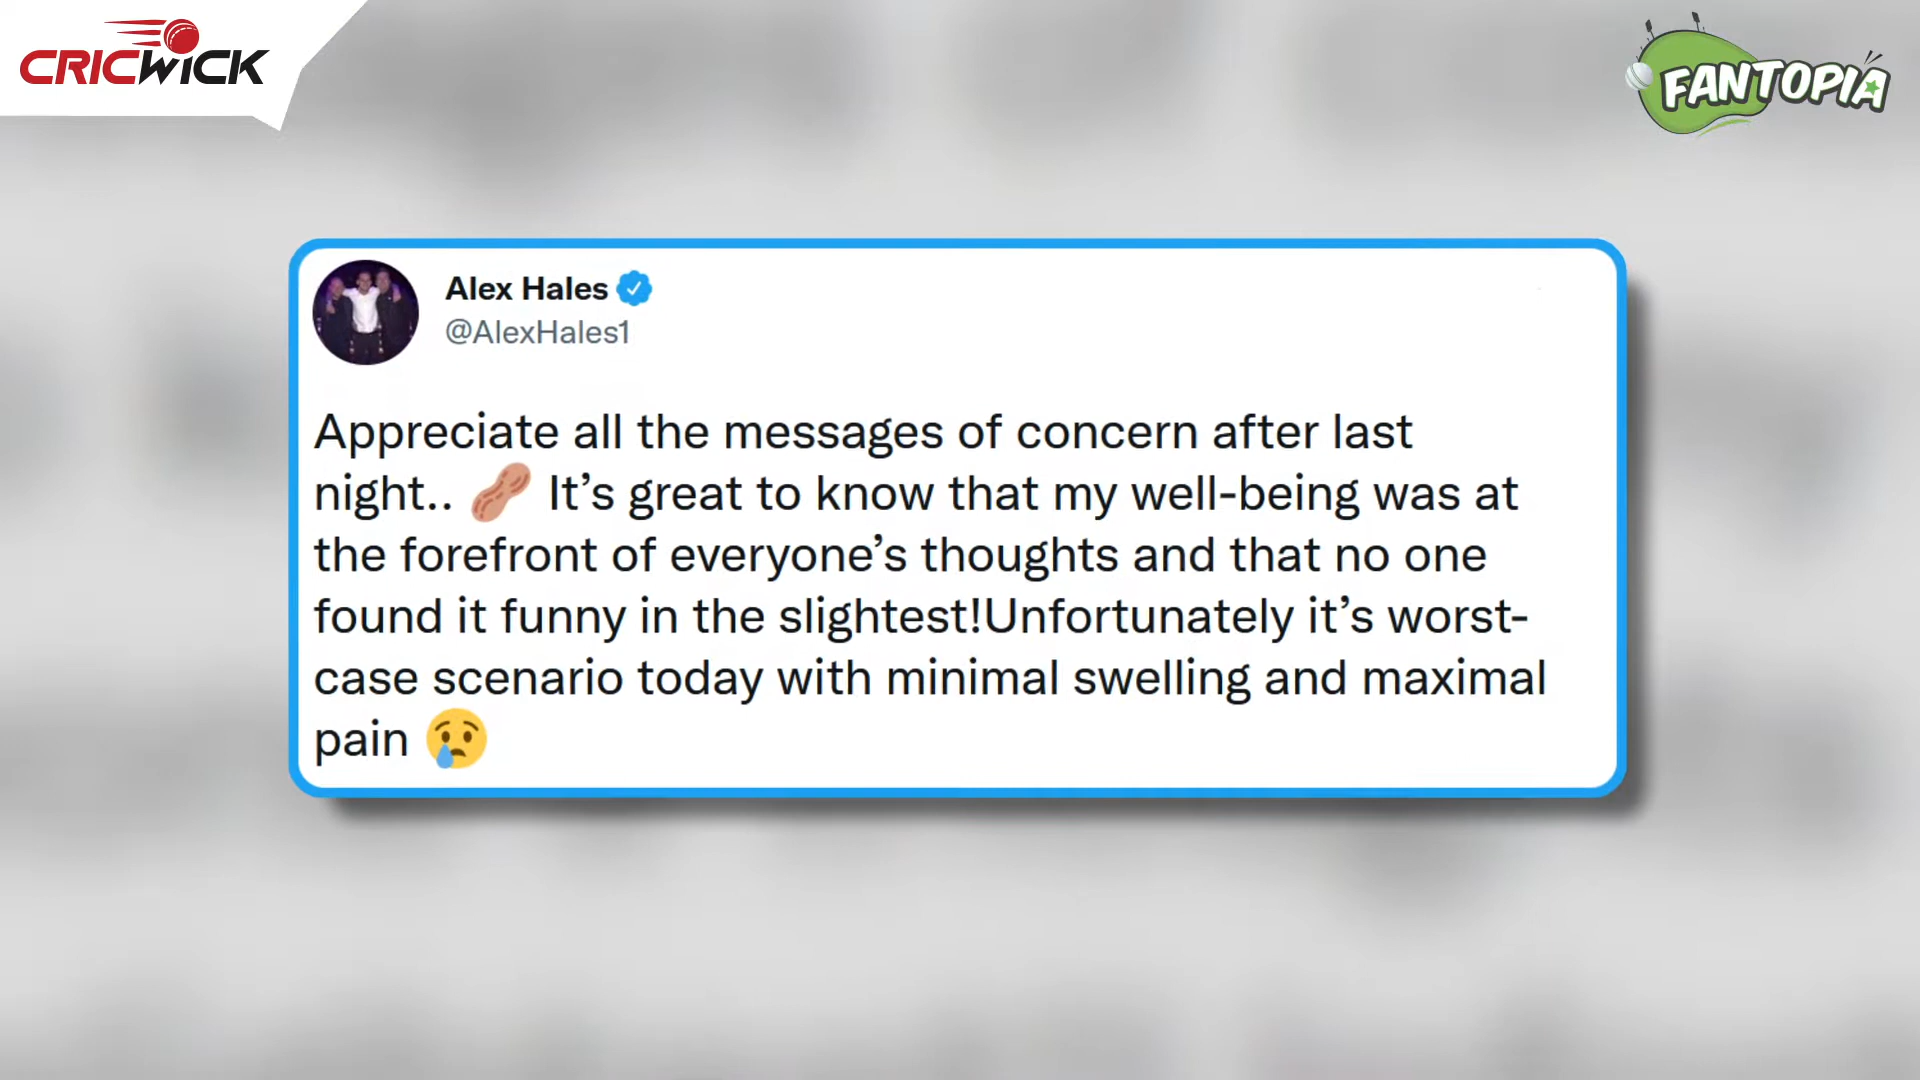 CRICWICK
FANTOPIA
Alex Hales
@AlexHales1
Appreciate all the messages of concern after last
night.. 🥜 It’s great to know that my well-being was at
the forefront of everyone’s thoughts and that no one
found it funny in the slightest!Unfortunately it’s worst-
case scenario today with minimal swelling and maximal
pain 😢